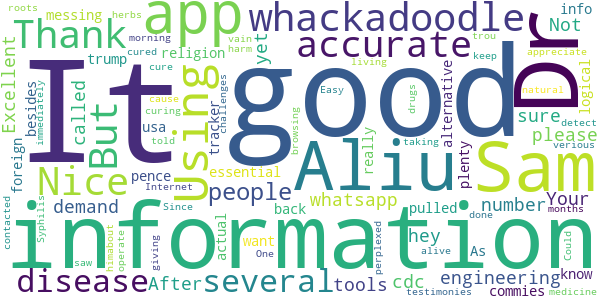 It
good
information
Dr
Aliu
Sam
app
whackadoodle
accurate
Thank
Using
But
Nice
disease
several
people
whatsapp
number
Your
demand
tools
engineering
cdc
please
sure
yet
hey
called
After
essential
religion
messing
herbs
roots
vain
harm
morning
cured
cure
trump
tracker
challenges
usa
told
curing
cause
living
alternative
Easy
drugs
browsing
really
taking
trou
keep
info
Not
appreciate
logical
natural
detect
verious
plenty
Excellent
besides
immediately
foreign
pence
Internet
Since
actual
want
One
back
pulled
As
done
know
months
Could
medicine
contacted
Syphilis
saw
operate
himabout
giving
perplexed
alive
testimonies
commies